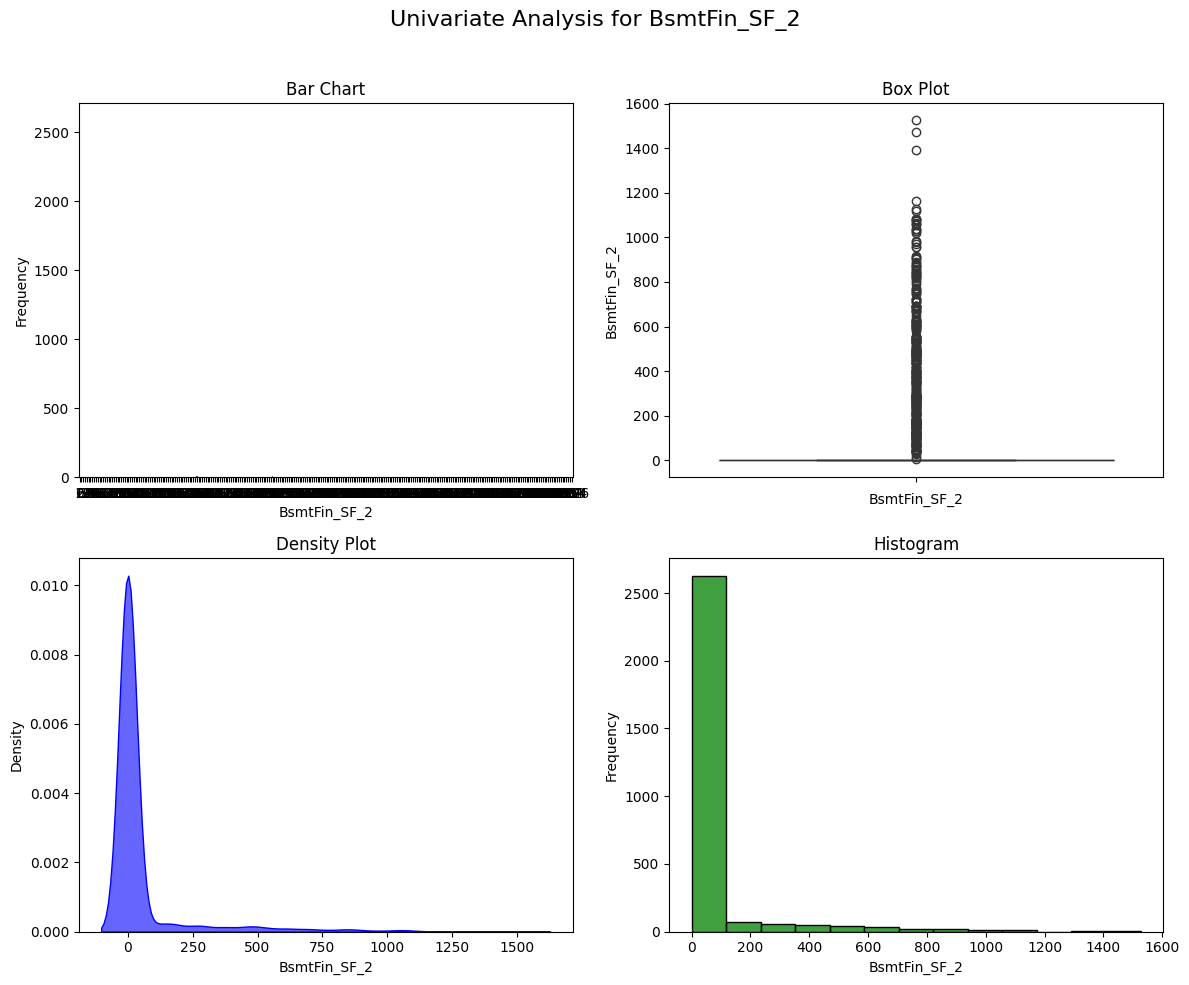 Univariate Analysis for BsmtFin_SF_2
Bar Chart
2500
2000
1500
1000
500
0
Frequency
BsmtFin_SF_2
Box Plot
1600
1400
1200
1000
800
600
400
200
0
BsmtFin_SF_2
BsmtFin_SF_2
Density Plot
0.010
0.008
0.006
0.004
0.002
0.000
Density
0 250 500 750 1000 1250 1500
BsmtFin_SF_2
Histogram
2500
2000
1500
1000
500
0
Frequency
0 200 400 600 800 1000 1200 1400 1600
BsmtFin_SF_2